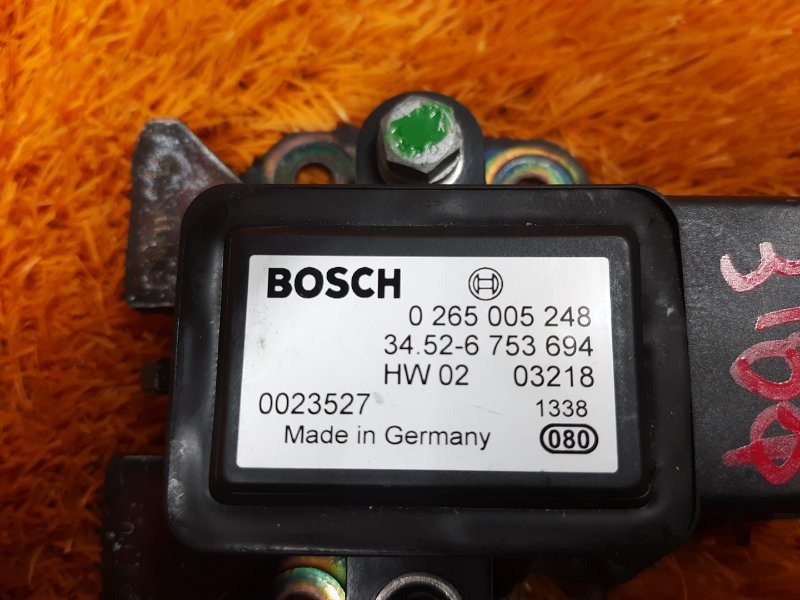 BOSCH
0 265 005 248
34.52-6 753 694
HW 02 03218
0023527 1338
Made in Germany 080